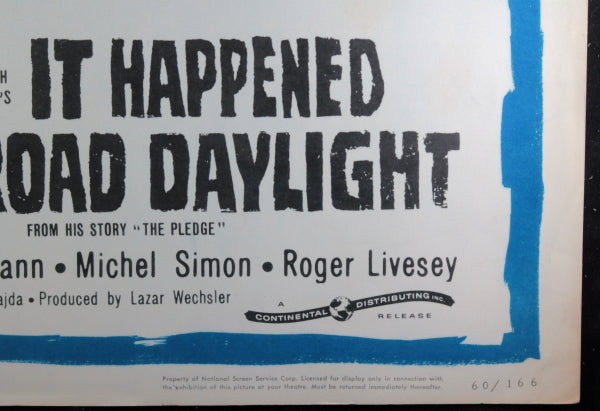 H
'S
IT HAPPENED
ROAD DAYLIGHT
FROM HIS STORY "THE PLEDGE"
ann • Michel Simon • Roger Livesey
ajda • Produced by Lazar Wechsler
A
CONTINENTAL DISTRIBUTING INC.
RELEASE
Property of National Screen Service Corp. Licensed for display only in connection with
the exhibition of this picture at your theatre. Must be returned immediately thereafter.
60/166